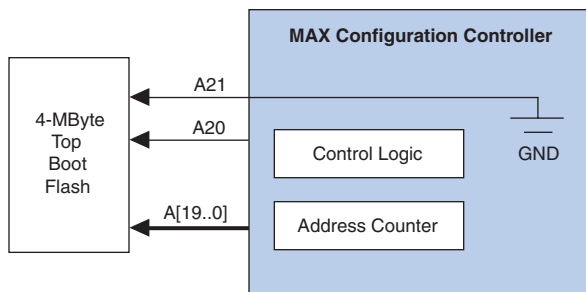 MAX Configuration Controller
4-MByte
Top
Boot
Flash
A21
A20
A[19..0]
Control Logic
Address Counter
GND